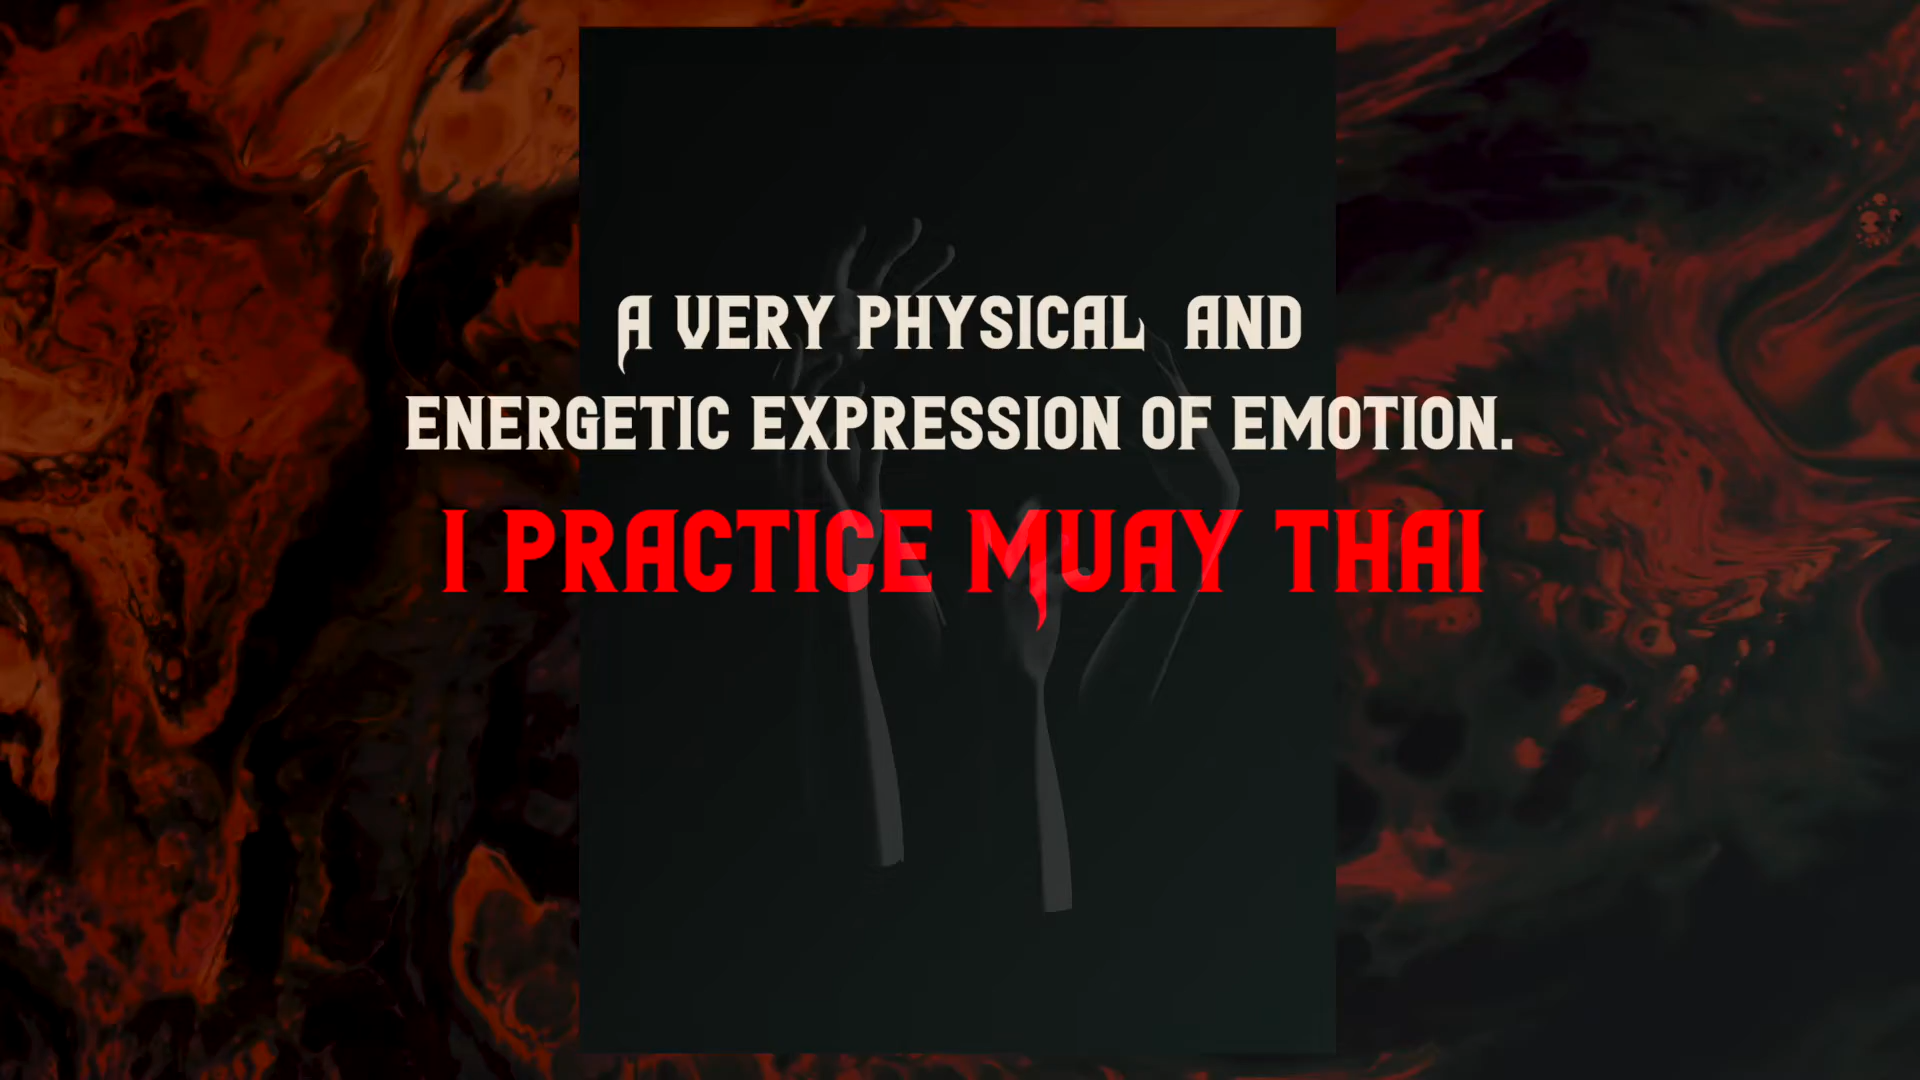 A VERY PHYSICAL AND
ENERGETIC EXPRESSION OF EMOTION.
I PRACTICE MUAY THAI